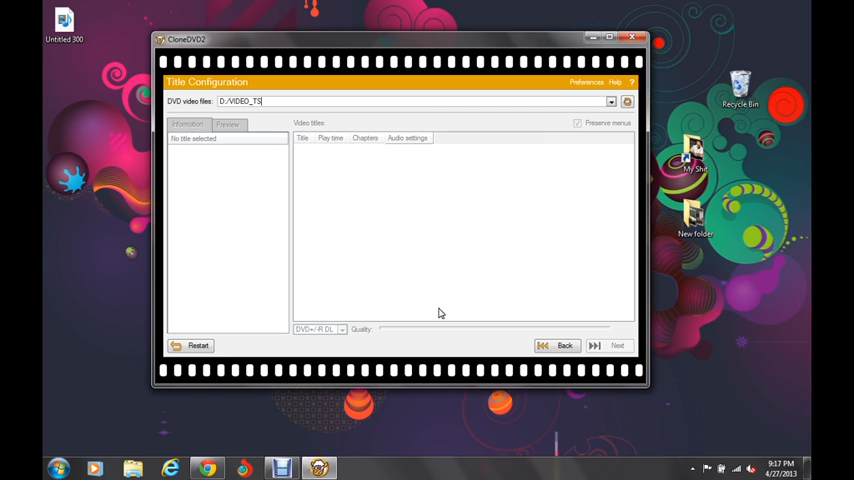 Untitled 300
CloneDVD2
Title Configuration
Preferences Help ?
DVD video files: D:/VIDEO_TS
Information Preview
Video titles:
Preserve menus
No title selected
Title Play time Chapters Audio settings
DVD+/-R DL Quality:
Restart
Back
Next
Recycle Bin
My Shit
New folder
9:17 PM
4/27/2013